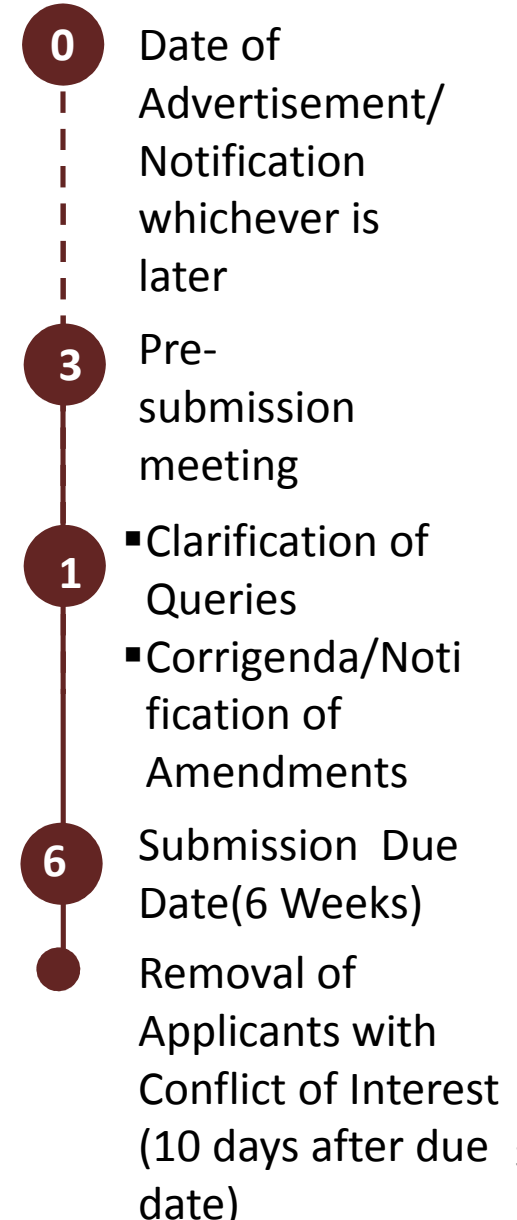 0
Date of
Advertisement/
Notification
whichever is
later
3
Pre-
submission
meeting
1
▪Clarification of
Queries
▪Corrigenda/Noti
fication of
Amendments
6
Submission Due
Date(6 Weeks)
Removal of
Applicants with
Conflict of Interest
(10 days after due
date)